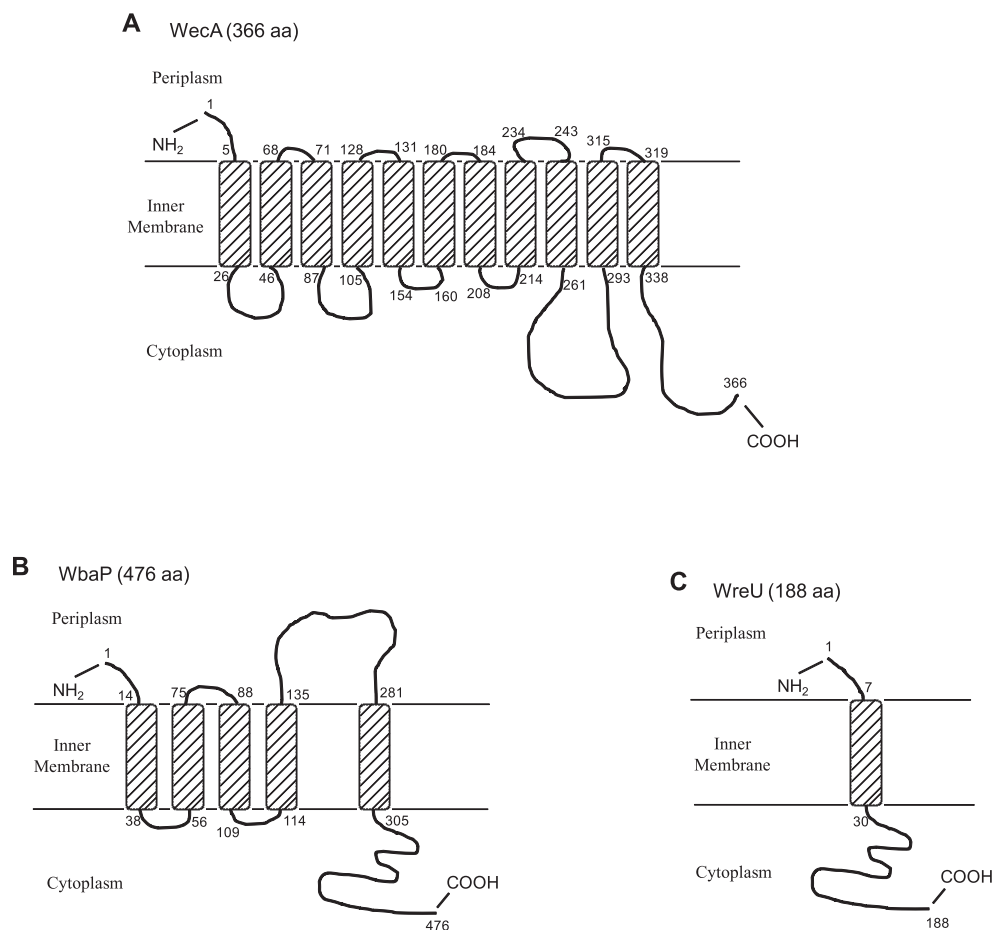 A WecA (366 aa)
Periplasm
1
NH2
5 68 71 128 131 180 184 234 243 315 319
Inner
Membrane
26 46 87 105 154 160 208 214 261 293 338
Cytoplasm
366
COOH
B WbaP (476 aa)
Periplasm
1
NH2
14 75 88 135 281
Inner
Membrane
38 56 109 114 305
Cytoplasm
COOH
476
C WreU (188 aa)
Periplasm
1
NH2
7
Inner
Membrane
30
Cytoplasm
COOH
188